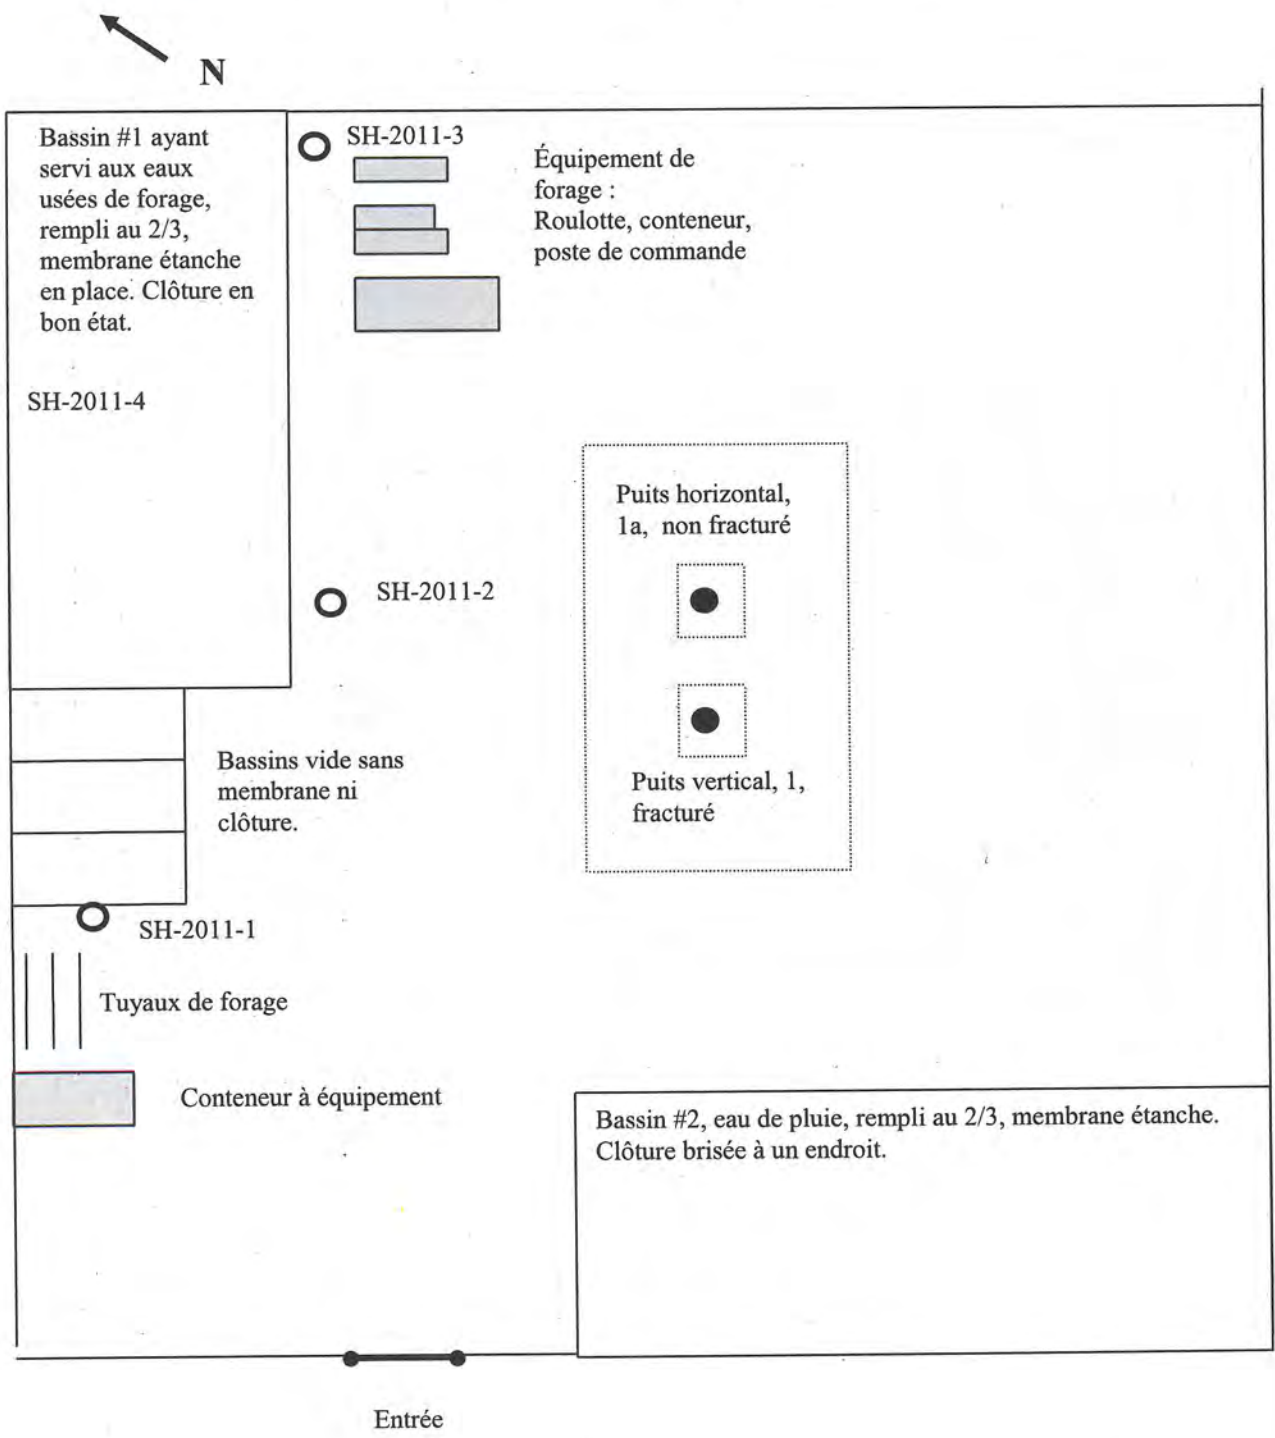 N
Bassin #1 ayant
servi aux eaux
usées de forage,
rempli au 2/3,
membrane étanche
en place. Clôture en
bon état.
SH-2011-4
SH-2011-3
Équipement de
forage :
Roulotte, conteneur,
poste de commande
Puits horizontal,
1a, non fracturé
SH-2011-2
Puits vertical, 1,
fracturé
Bassins vide sans
membrane ni
clôture.
SH-2011-1
Tuyaux de forage
Conteneur à équipement
Bassin #2, eau de pluie, rempli au 2/3, membrane étanche.
Clôture brisée à un endroit.
Entrée